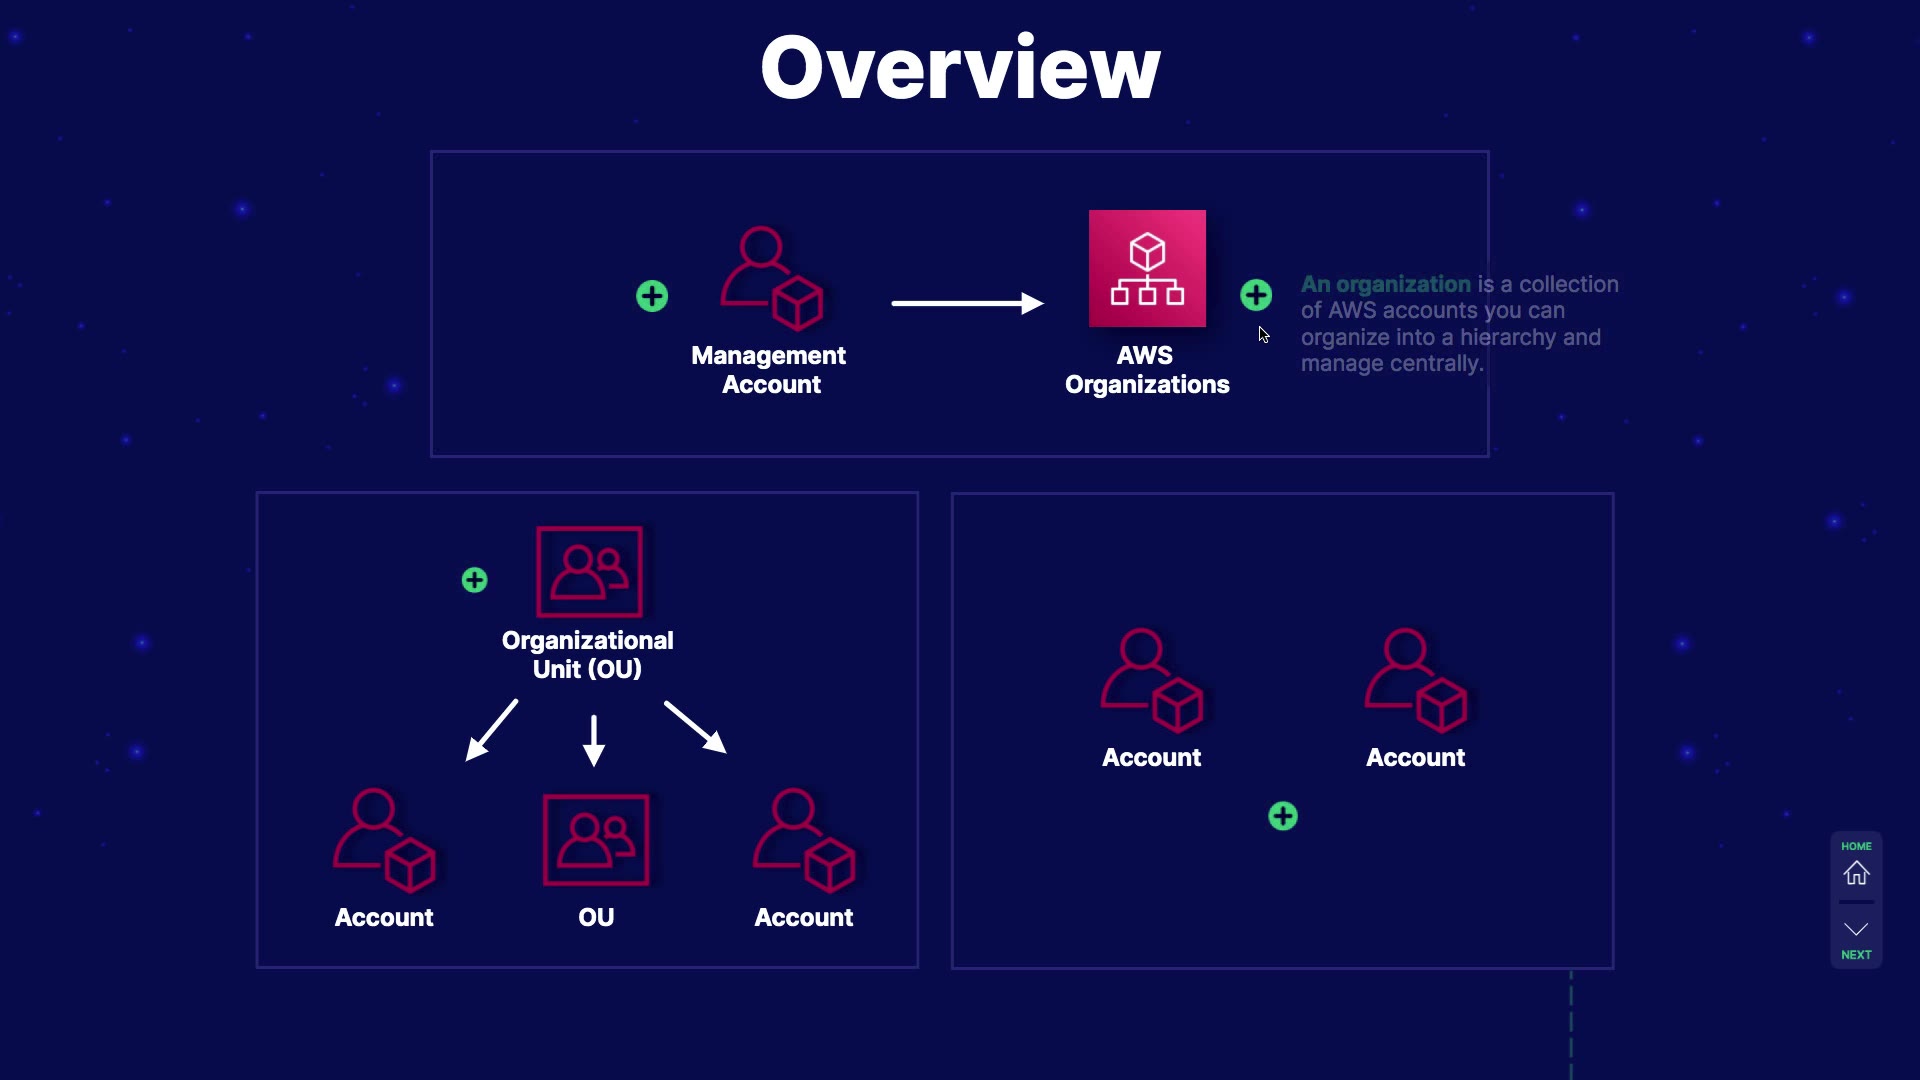 Overview
An organization is a collection
of AWS accounts you can
organize into a hierarchy and
manage centrally.
Management
Account
AWS
Organizations
Organizational
Unit (OU)
Account
OU
Account
Account
Account
HOME
NEXT